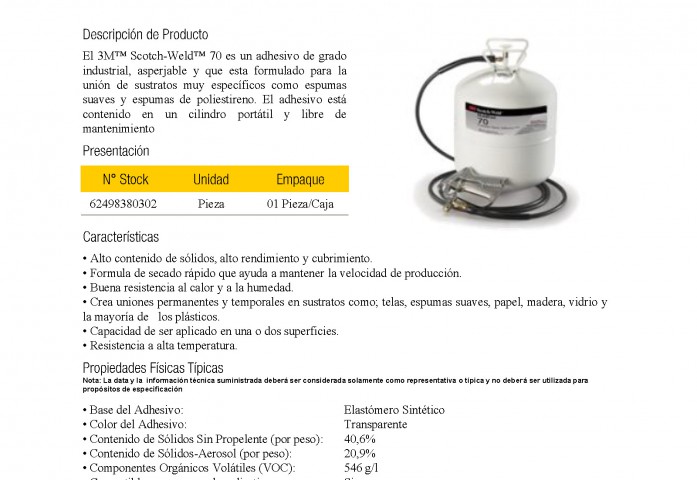 Descripción de Producto
El 3M™ Scotch-Weld™ 70 es un adhesivo de grado
industrial, asperjable y que esta formulado para la
unión de sustratos muy específicos como espumas
suaves y espumas de poliestireno. El adhesivo está
contenido en un cilindro portátil y libre de
mantenimiento
70
Presentación
N° Stock Unidad Empaque
62498380302 Pieza 01 Pieza/Caja
Características
• Alto contenido de sólidos, alto rendimiento y cubrimiento.
• Formula de secado rápido que ayuda a mantener la velocidad de producción.
• Buena resistencia al calor y a la humedad.
• Crea uniones permanentes y temporales en sustratos como; telas, espumas suaves, papel, madera, vidrio y
la mayoría de los plásticos.
• Capacidad de ser aplicado en una o dos superficies.
• Resistencia a alta temperatura.
Propiedades Físicas Típicas
Nota: La data y la información técnica suministrada deberá ser considerada solamente como representativa o típica y no deberá ser utilizada para
propósitos de especificación
• Base del Adhesivo: Elastómero Sintético
• Color del Adhesivo: Transparente
• Contenido de Sólidos Sin Propelente (por peso): 40,6%
• Contenido de Sólidos-Aerosol (por peso): 20,9%
• Componentes Orgánicos Volátiles (VOC): 546 g/l